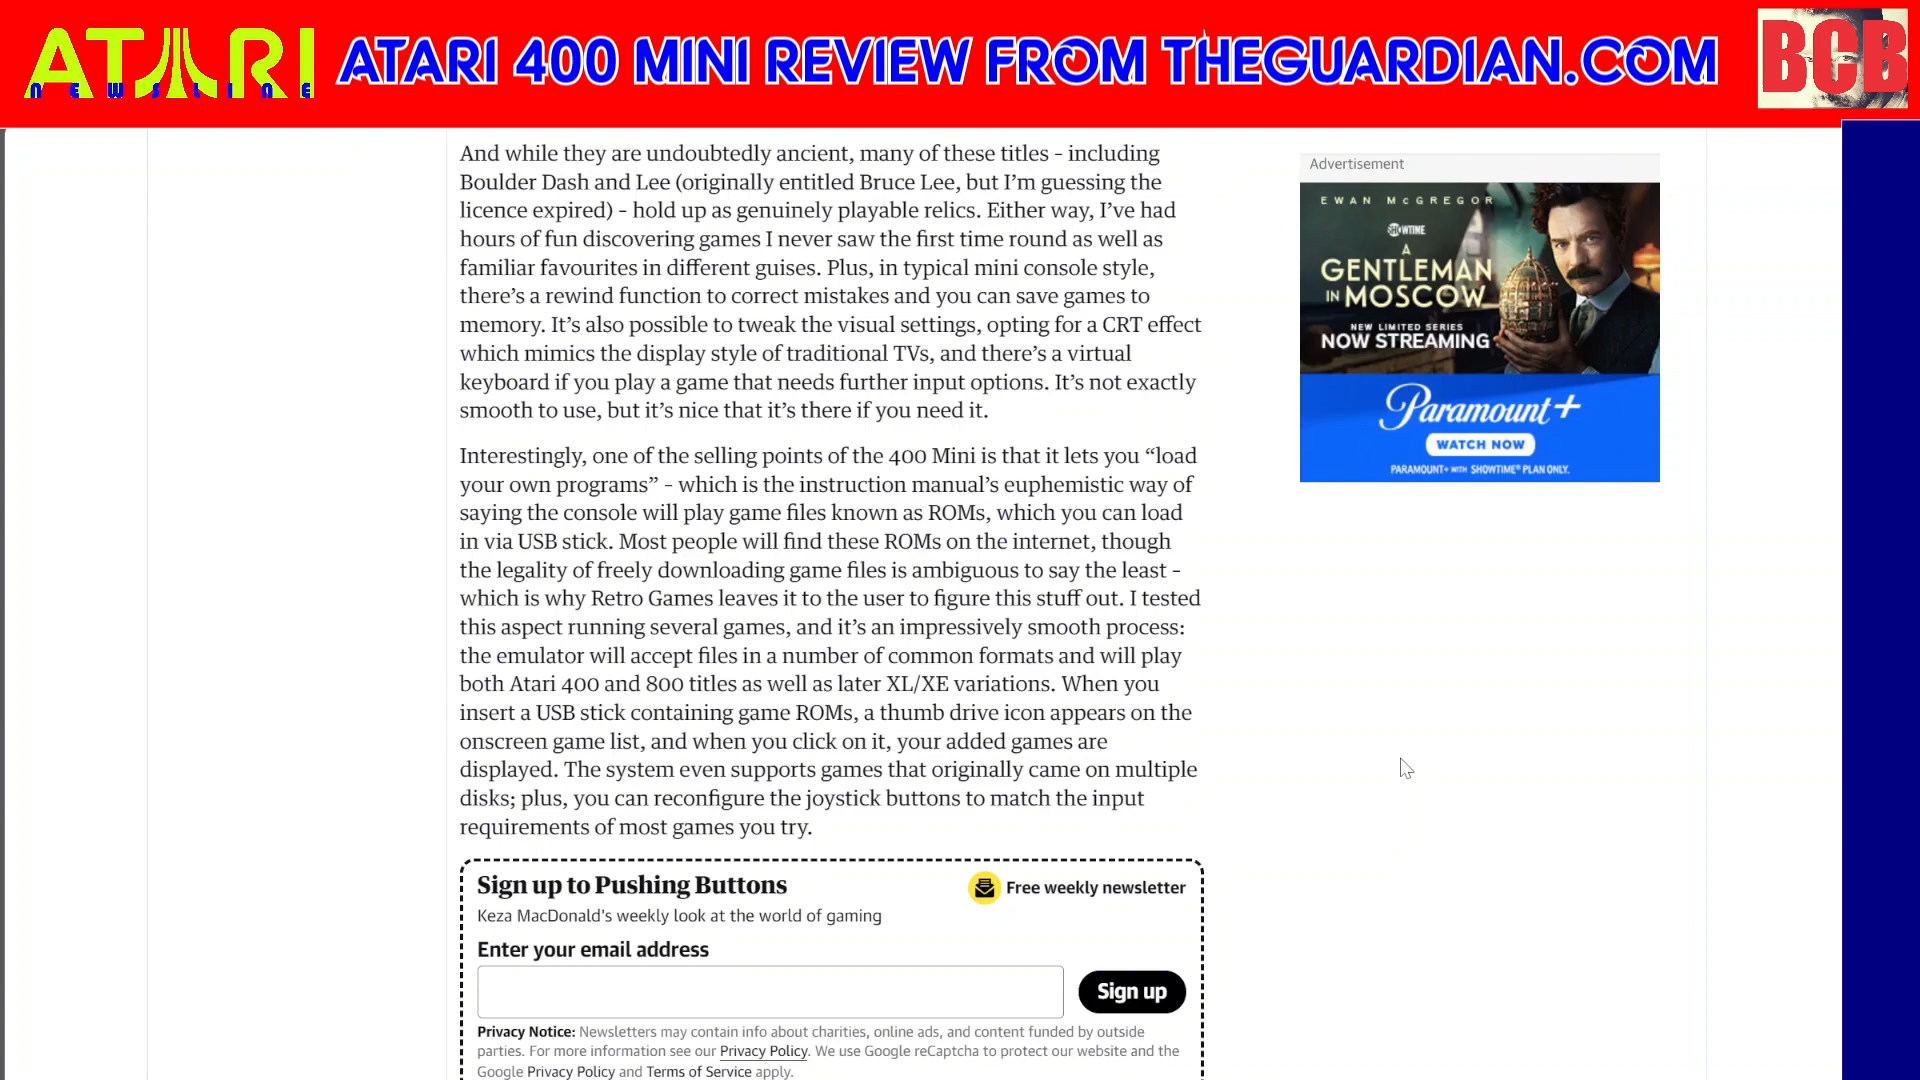 ATARI
NEWSLINE
ATARI 400 MINI REVIEW FROM THEGUARDIAN.COM
BCB
And while they are undoubtedly ancient, many of these titles – including
Boulder Dash and Lee (originally entitled Bruce Lee, but I’m guessing the
licence expired) – hold up as genuinely playable relics. Either way, I’ve had
hours of fun discovering games I never saw the first time round as well as
familiar favourites in different guises. Plus, in typical mini console style,
there’s a rewind function to correct mistakes and you can save games to
memory. It’s also possible to tweak the visual settings, opting for a CRT effect
which mimics the display style of traditional TVs, and there’s a virtual
keyboard if you play a game that needs further input options. It’s not exactly
smooth to use, but it’s nice that it’s there if you need it.
Interestingly, one of the selling points of the 400 Mini is that it lets you “load
your own programs” – which is the instruction manual’s euphemistic way of
saying the console will play game files known as ROMs, which you can load
in via USB stick. Most people will find these ROMs on the internet, though
the legality of freely downloading game files is ambiguous to say the least –
which is why Retro Games leaves it to the user to figure this stuff out. I tested
this aspect running several games, and it’s an impressively smooth process:
the emulator will accept files in a number of common formats and will play
both Atari 400 and 800 titles as well as later XL/XE variations. When you
insert a USB stick containing game ROMs, a thumb drive icon appears on the
onscreen game list, and when you click on it, your added games are
displayed. The system even supports games that originally came on multiple
disks; plus, you can reconfigure the joystick buttons to match the input
requirements of most games you try.
Sign up to Pushing Buttons
Free weekly newsletter
Keza MacDonald's weekly look at the world of gaming
Enter your email address
Sign up
Privacy Notice: Newsletters may contain info about charities, online ads, and content funded by outside
parties. For more information see our Privacy Policy. We use Google reCaptcha to protect our website and the
Google Privacy Policy and Terms of Service apply.
Advertisement
EWAN McGREGOR
SHOWTIME
A
GENTLEMAN
IN MOSCOW
NEW LIMITED SERIES
NOW STREAMING
Paramount+
WATCH NOW
PARAMOUNT+ WITH SHOWTIME® PLAN ONLY.